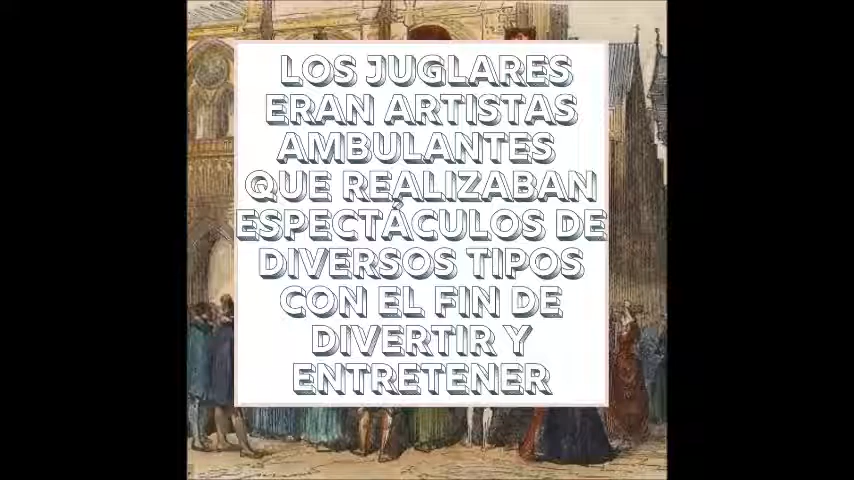 LOS JUGLARES
ERAN ARTISTAS
AMBULANTES
QUE REALIZABAN
ESPECTÁCULOS DE
DIVERSOS TIPOS
CON EL FIN DE
DIVERTIR Y
ENTRETENER